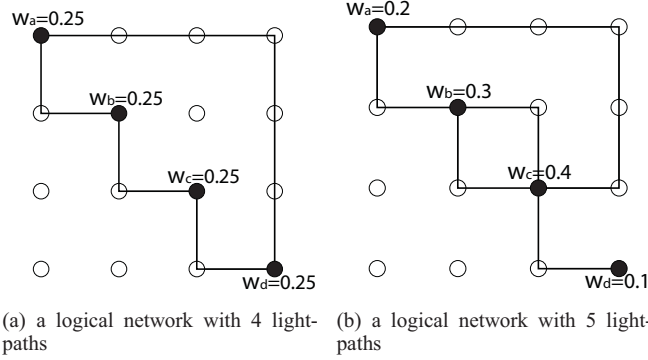 Wa=0.25
Wb=0.25
Wc=0.25
Wd=0.25
(a) a logical network with 4 light-
paths
Wa=0.2
Wb=0.3
Wc=0.4
Wd=0.1
(b) a logical network with 5 light-
paths